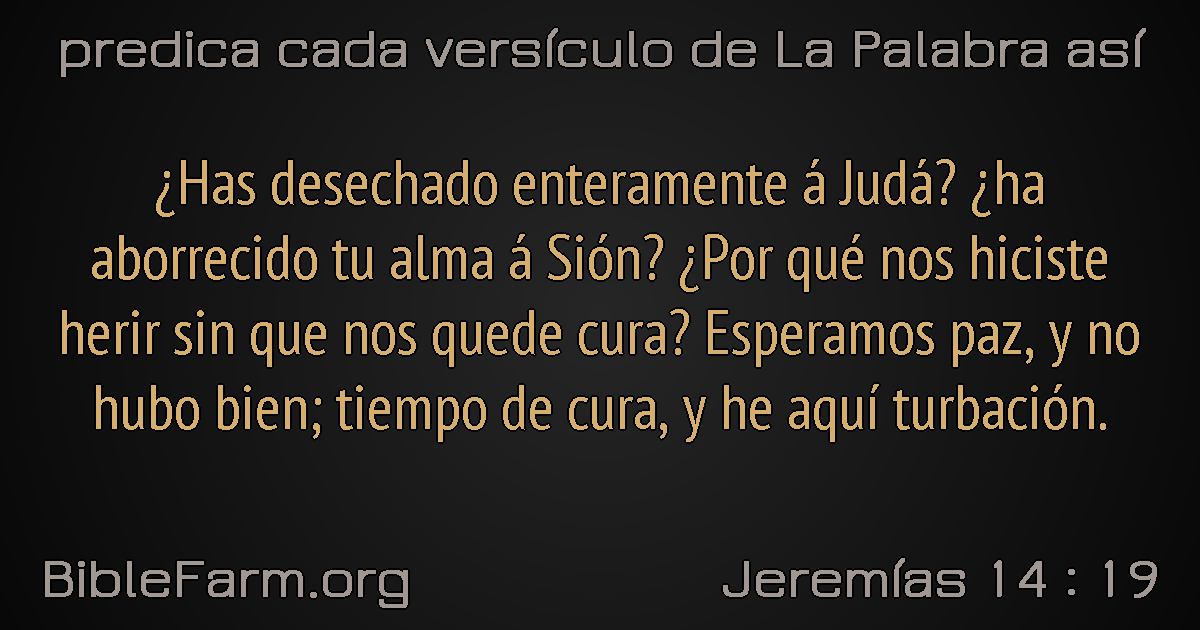 predica cada versículo de La Palabra así
¿Has desechado enteramente á Judá? ¿ha
aborrecido tu alma á Sión? ¿Por qué nos hiciste
herir sin que nos quede cura? Esperamos paz, y no
hubo bien; tiempo de cura, y he aquí turbación.
BibleFarm.org
Jeremías 14 : 19